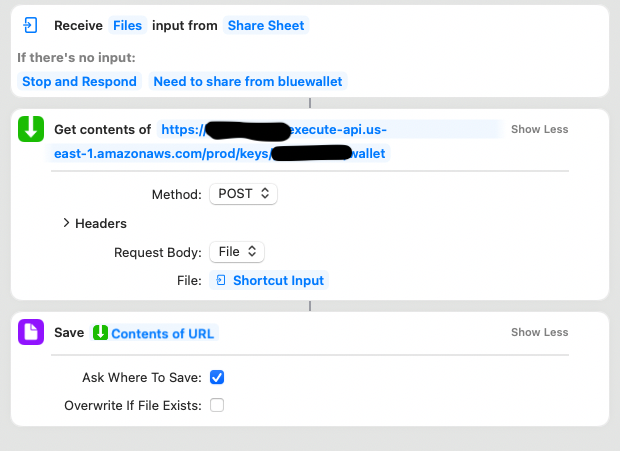 Receive Files input from Share Sheet
If there's no input:
Stop and Respond Need to share from bluewallet
Get contents of https:/ execute-api.us- Show Less
east-1.amazonaws.com/prod/keys/ wallet
Method: POST
Headers
Request Body: File
File: Shortcut Input
Save Contents of URL Show Less
Ask Where To Save:
Overwrite If File Exists: